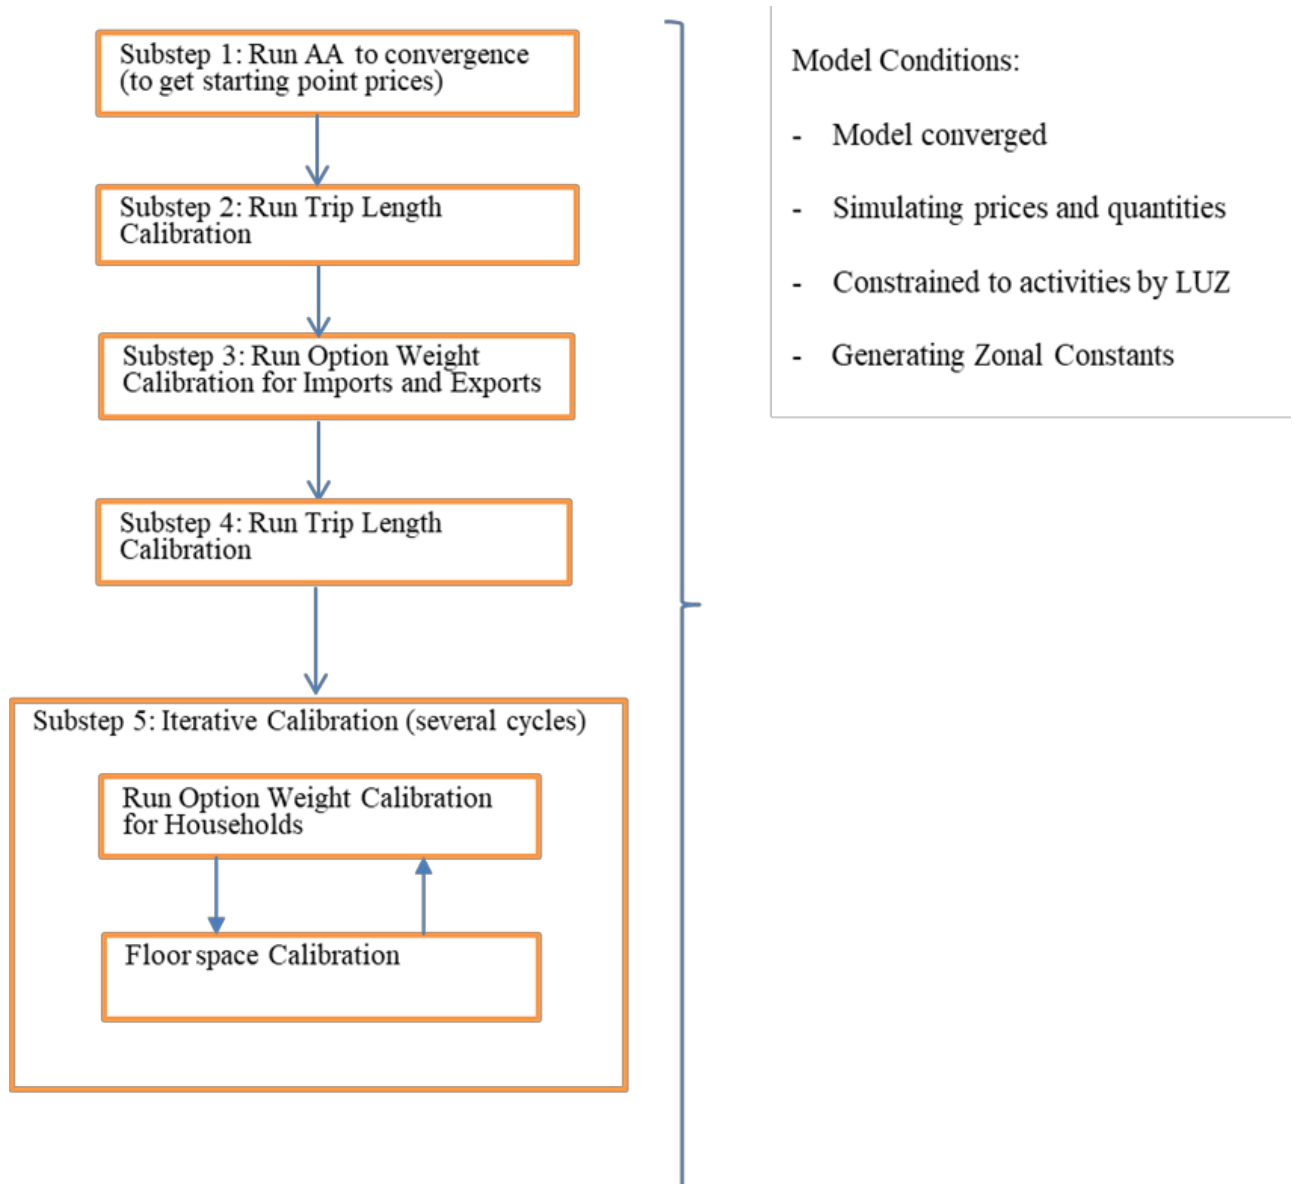 Substep 1: Run AA to convergence
(to get starting point prices)
Substep 2: Run Trip Length
Calibration
Substep 3: Run Option Weight
Calibration for Imports and Exports
Substep 4: Run Trip Length
Calibration
Substep 5: Iterative Calibration (several cycles)
Run Option Weight Calibration
for Households
Floor space Calibration
Model Conditions:
- Model converged
- Simulating prices and quantities
- Constrained to activities by LUZ
- Generating Zonal Constants